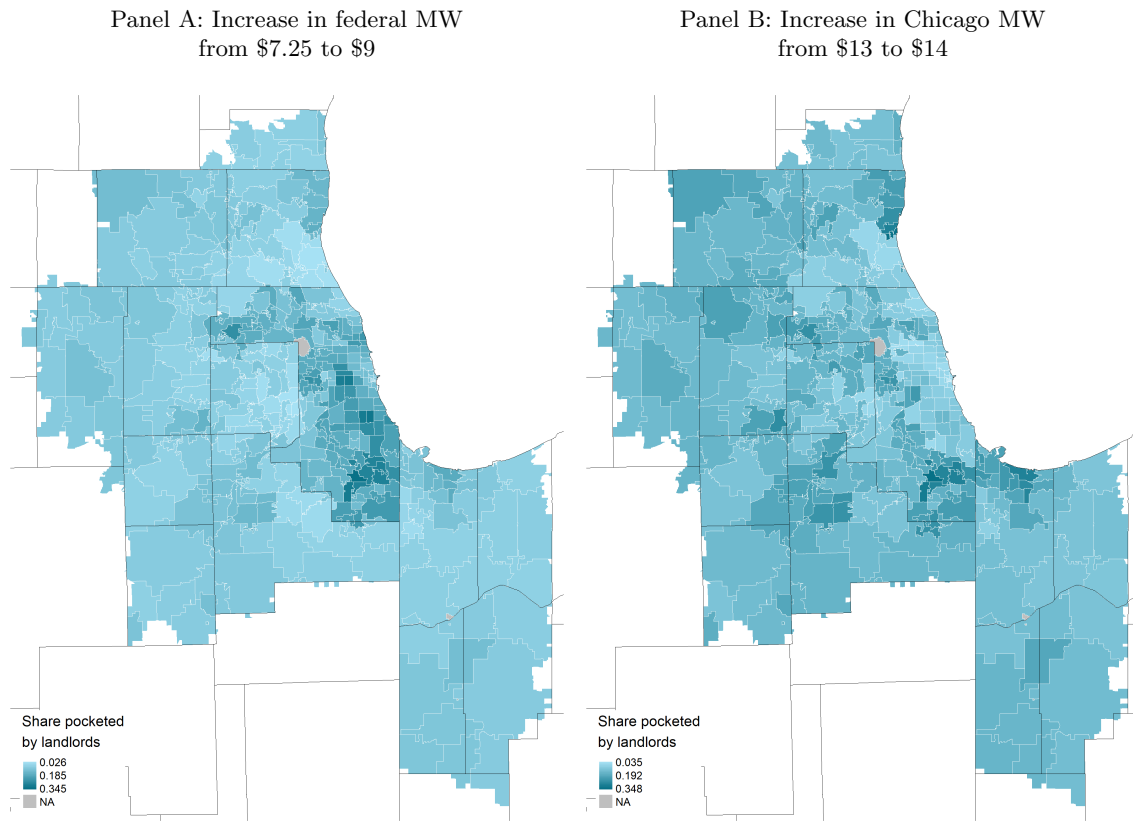 Panel A: Increase in federal MW
from $7.25 to $9
Panel B: Increase in Chicago MW
from $13 to $14
Share pocketed
by landlords
0.026
0.185
0.345
NA
Share pocketed
by landlords
0.035
0.192
0.348
NA